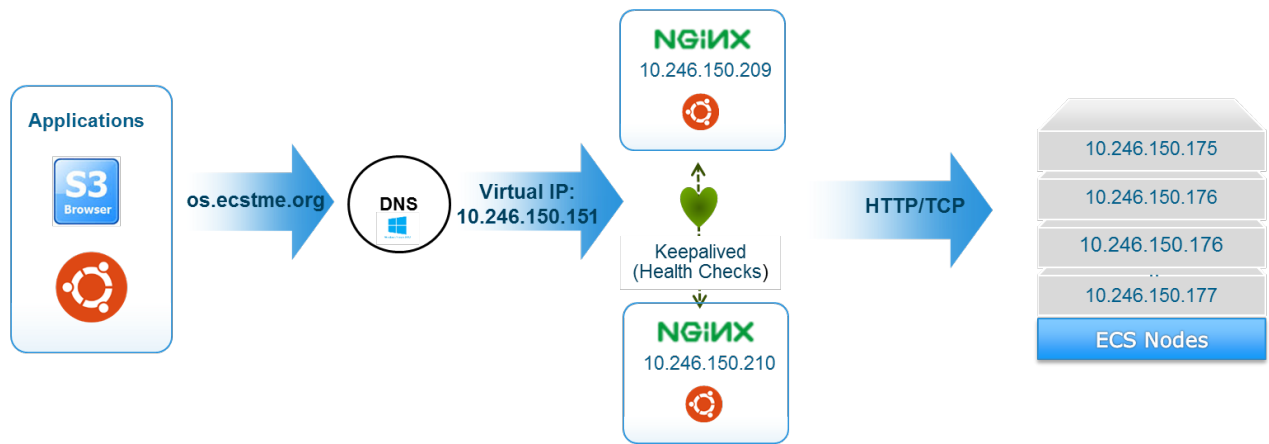 Applications
S3
Browser
os.ecstme.org
DNS
Virtual IP:
10.246.150.151
NGINX
10.246.150.209
Keepalived
(Health Checks)
NGINX
10.246.150.210
HTTP/TCP
10.246.150.175
10.246.150.176
10.246.150.176
..
10.246.150.177
ECS Nodes